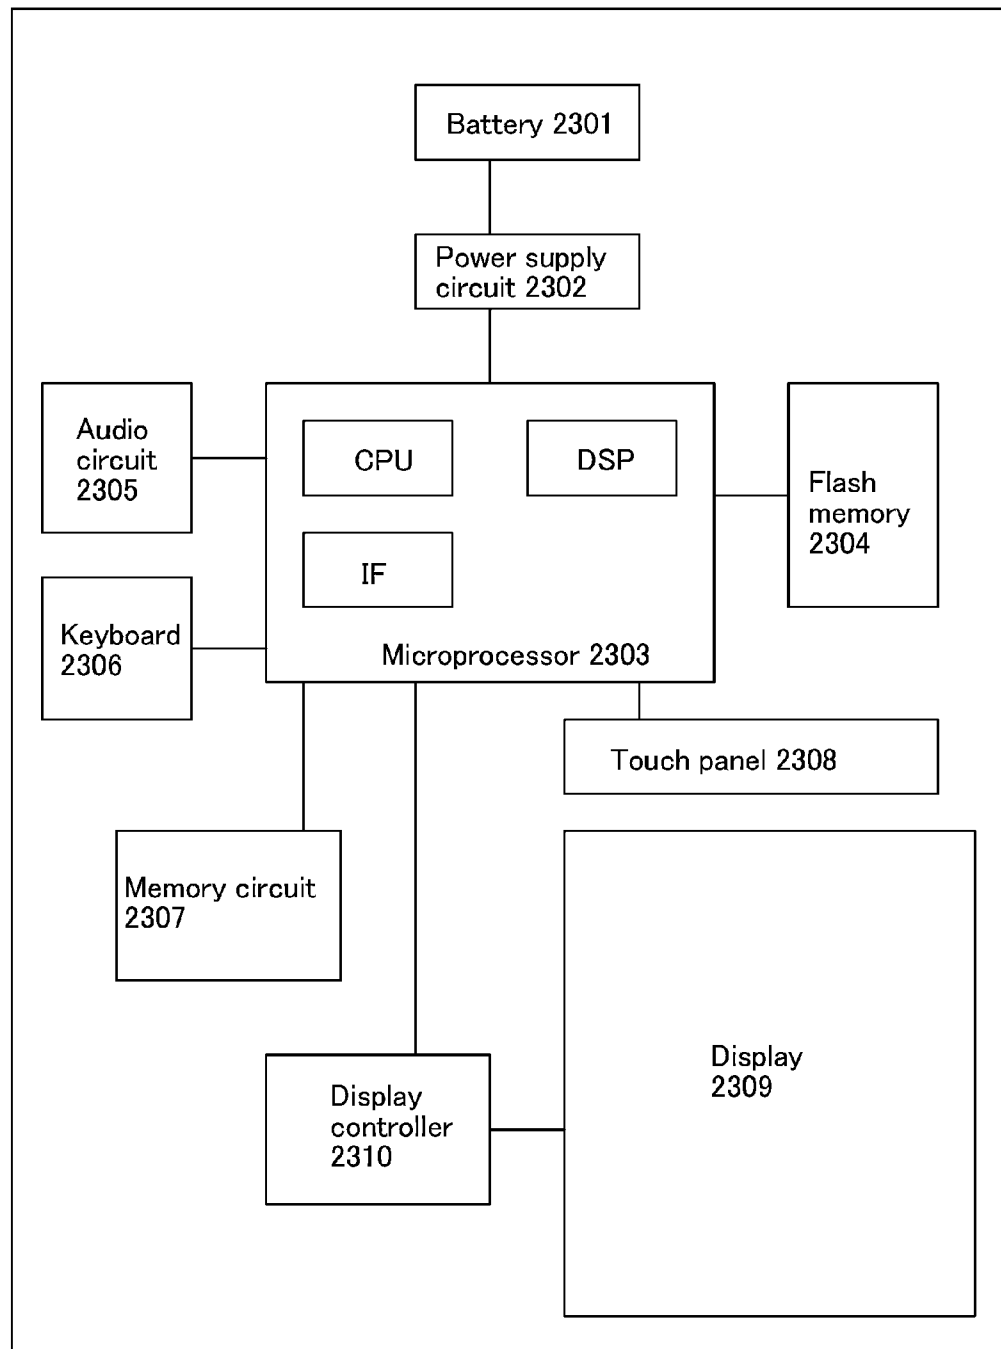 Battery 2301
Power supply
circuit 2302
Audio
circuit
2305
CPU
DSP
Flash
memory
2304
IF
Keyboard
2306
Microprocessor 2303
Touch panel 2308
Memory circuit
2307
Display
2309
Display
controller
2310